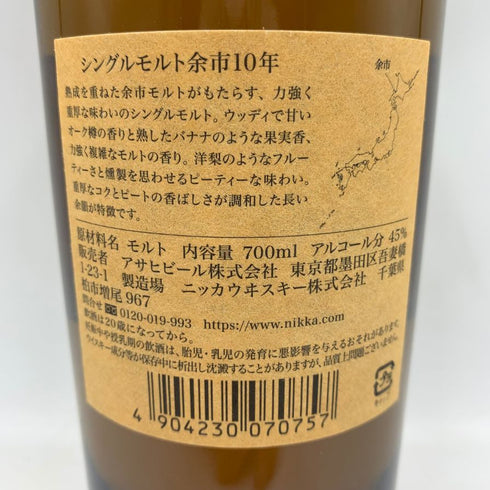 シングルモルト余市10年
余市
熟成を重ねた余市モルトがもたらす、力強く
重厚な味わいのシングルモルト。ウッディで甘い
オーク樽の香りと熟したバナナのような果実香、
力強く複雑なモルトの香り。洋梨のようなフルー
ティーさと燻製を思わせるピーティーな味わい。
重厚なコクとピートの香ばしさが調和した長い
余韻が特徴です。
原材料名 モルト 内容量 700ml アルコール分 45%
販売者 アサヒビール株式会社 東京都墨田区吾妻橋
1-23-1 製造場 ニッカウヰスキー株式会社 千葉県
柏市増尾 967
問合せ 0120-019-993 https://www.nikka.com
飲酒は20歳になってから。
妊娠中や授乳期の飲酒は、胎児・乳児の発育に悪影響を与えるおそれがあります。
ウイスキー成分等が保存中に析出し沈澱することがありますが、品質上問題ございません。
4 904230 070757